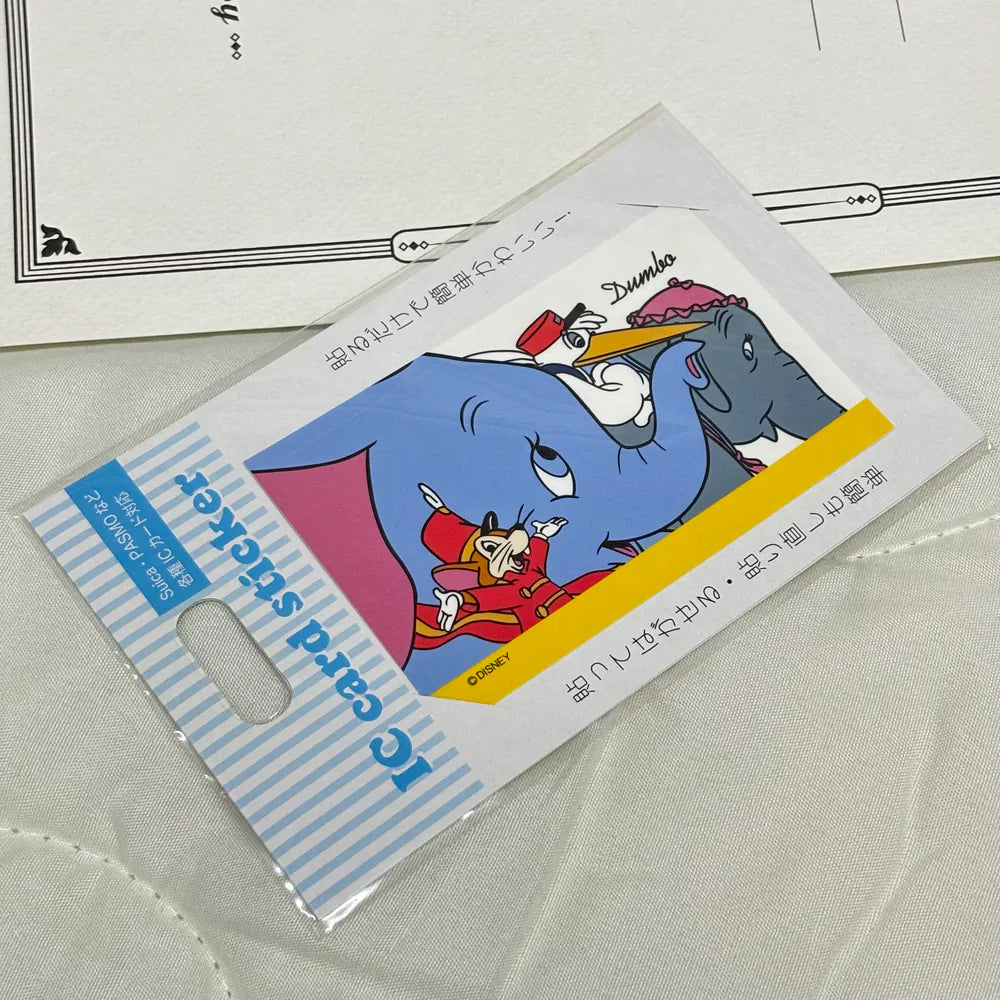 y...
Suica・PASMOなど
各種ICカード対応
IC card sticker
貼るだけで簡単かわいい!
Dumbo
©DISNEY
貼ってはがせる・貼り直しも簡単